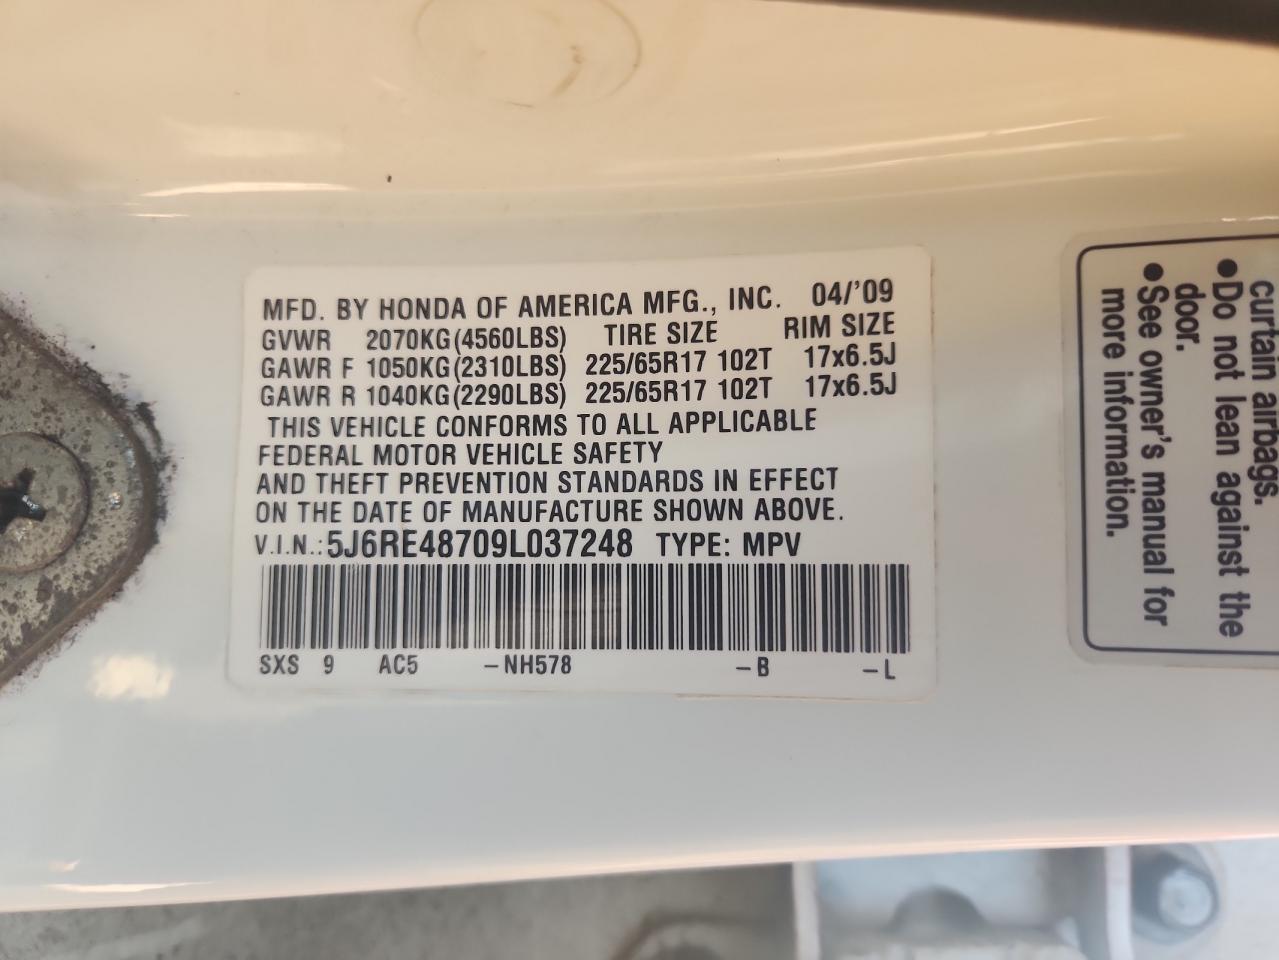 MFD. BY HONDA OF AMERICA MFG., INC. 04/'09
GVWR 2070KG(4560LBS) TIRE SIZE RIM SIZE
GAWR F 1050KG(2310LBS) 225/65R17 102T 17x6.5J
GAWR R 1040KG(2290LBS) 225/65R17 102T 17x6.5J
THIS VEHICLE CONFORMS TO ALL APPLICABLE
FEDERAL MOTOR VEHICLE SAFETY
AND THEFT PREVENTION STANDARDS IN EFFECT
ON THE DATE OF MANUFACTURE SHOWN ABOVE.
V.I.N.: 5J6RE48709L037248 TYPE: MPV
SXS 9 AC5 -NH578 -B -L
curtain airbags.
●Do not lean against the
door.
●See owner's manual for
more information.